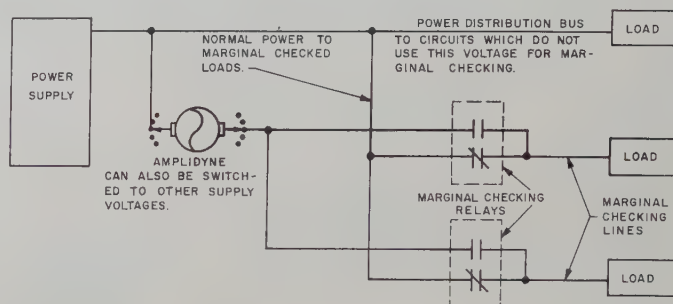 POWER DISTRIBUTION BUS
TO CIRCUITS WHICH DO NOT
USE THIS VOLTAGE FOR MAR-
GINAL CHECKING.
LOAD
NORMAL POWER TO
MARGINAL CHECKED
LOADS.
POWER
SUPPLY
AMPLIDYNE
CAN ALSO BE SWITCH-
ED TO OTHER SUPPLY
VOLTAGES.
LOAD
MARGINAL CHECKING
RELAYS
MARGINAL
CHECKING
LINES
LOAD